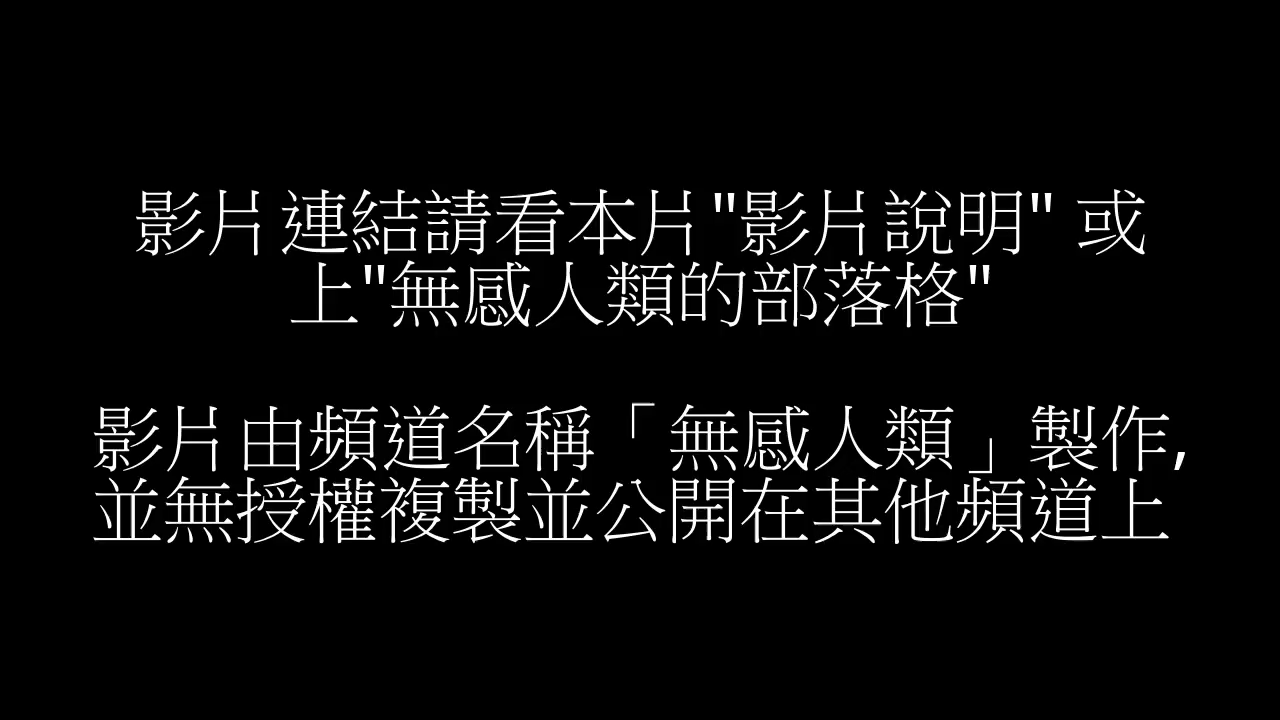 影片連結請看本片"影片說明" 或
上"無感人類的部落格"
影片由頻道名稱「無感人類」製作,
並無授權複製並公開在其他頻道上